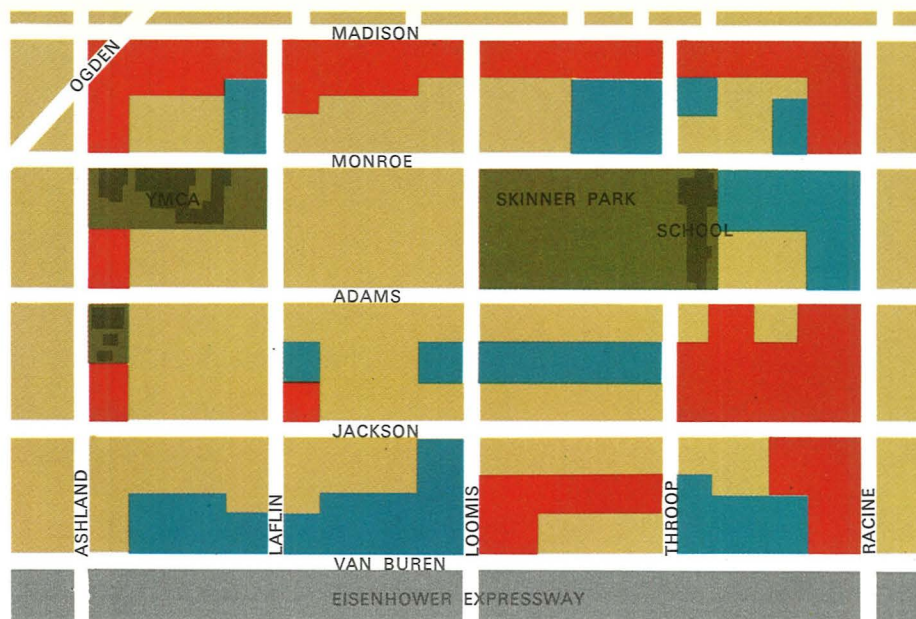 MADISON
OGDEN
MONROE
YMCA
SKINNER PARK
SCHOOL
ADAMS
JACKSON
ASHLAND
LAFLIN
LOOMIS
THROOP
RACINE
VAN BUREN
EISENHOWER EXPRESSWAY